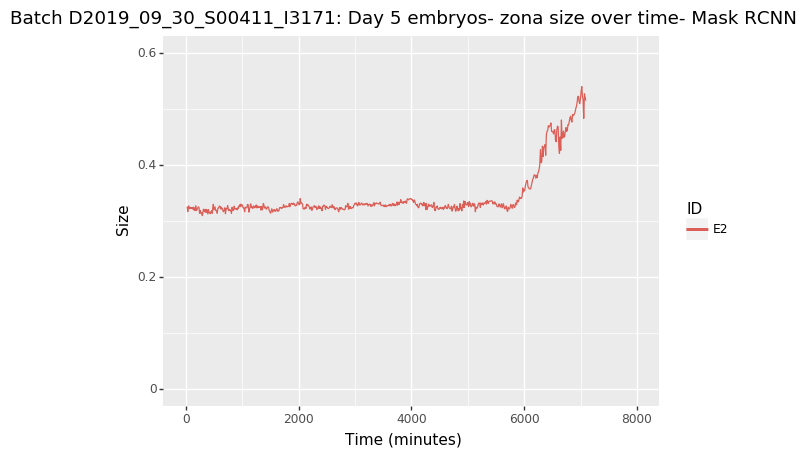 Batch D2019_09_30_S00411_I3171: Day 5 embryos- zona size over time- Mask RCNN
0.6
0.4
0.2
0
Size
0 2000 4000 6000 8000
Time (minutes)
ID
E2